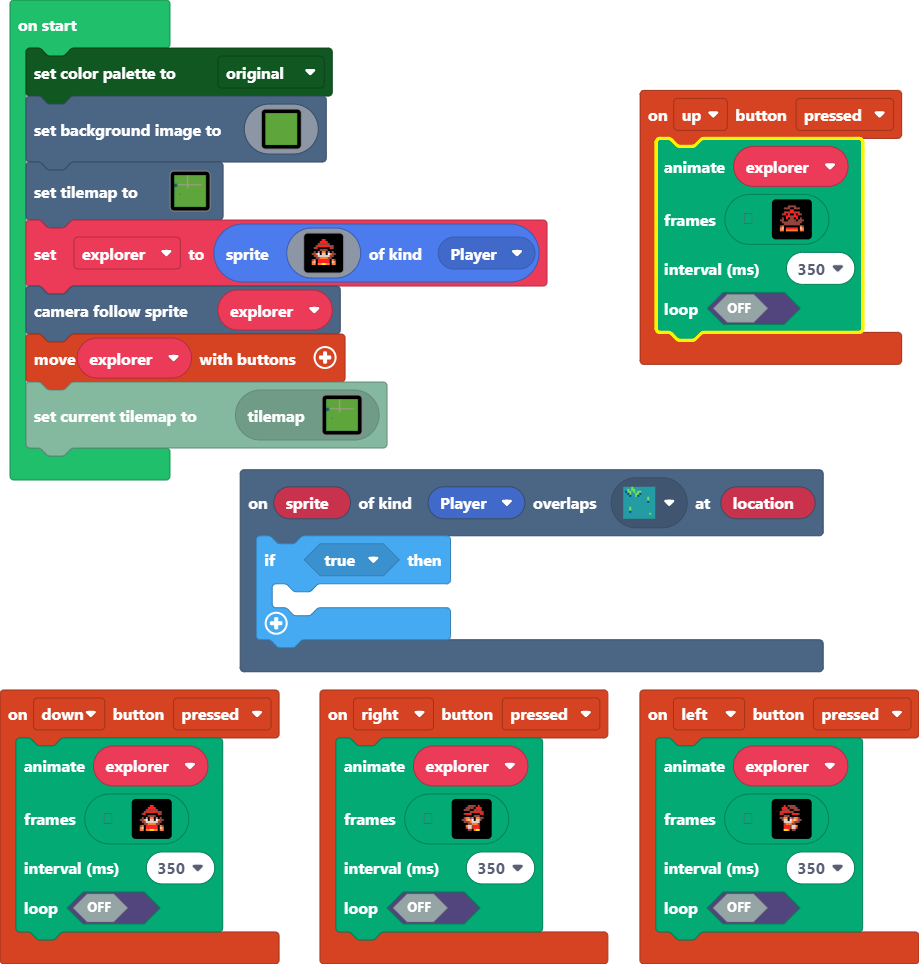 on start
set color palette to original
set background image to
set tilemap to
set explorer to sprite of kind Player
camera follow sprite explorer
move explorer with buttons
set current tilemap to tilemap
on up button pressed
animate explorer
frames
interval (ms) 350
loop OFF
on sprite of kind Player overlaps at location
if true then
on down button pressed
animate explorer
frames
interval (ms) 350
loop OFF
on right button pressed
animate explorer
frames
interval (ms) 350
loop OFF
on left button pressed
animate explorer
frames
interval (ms) 350
loop OFF